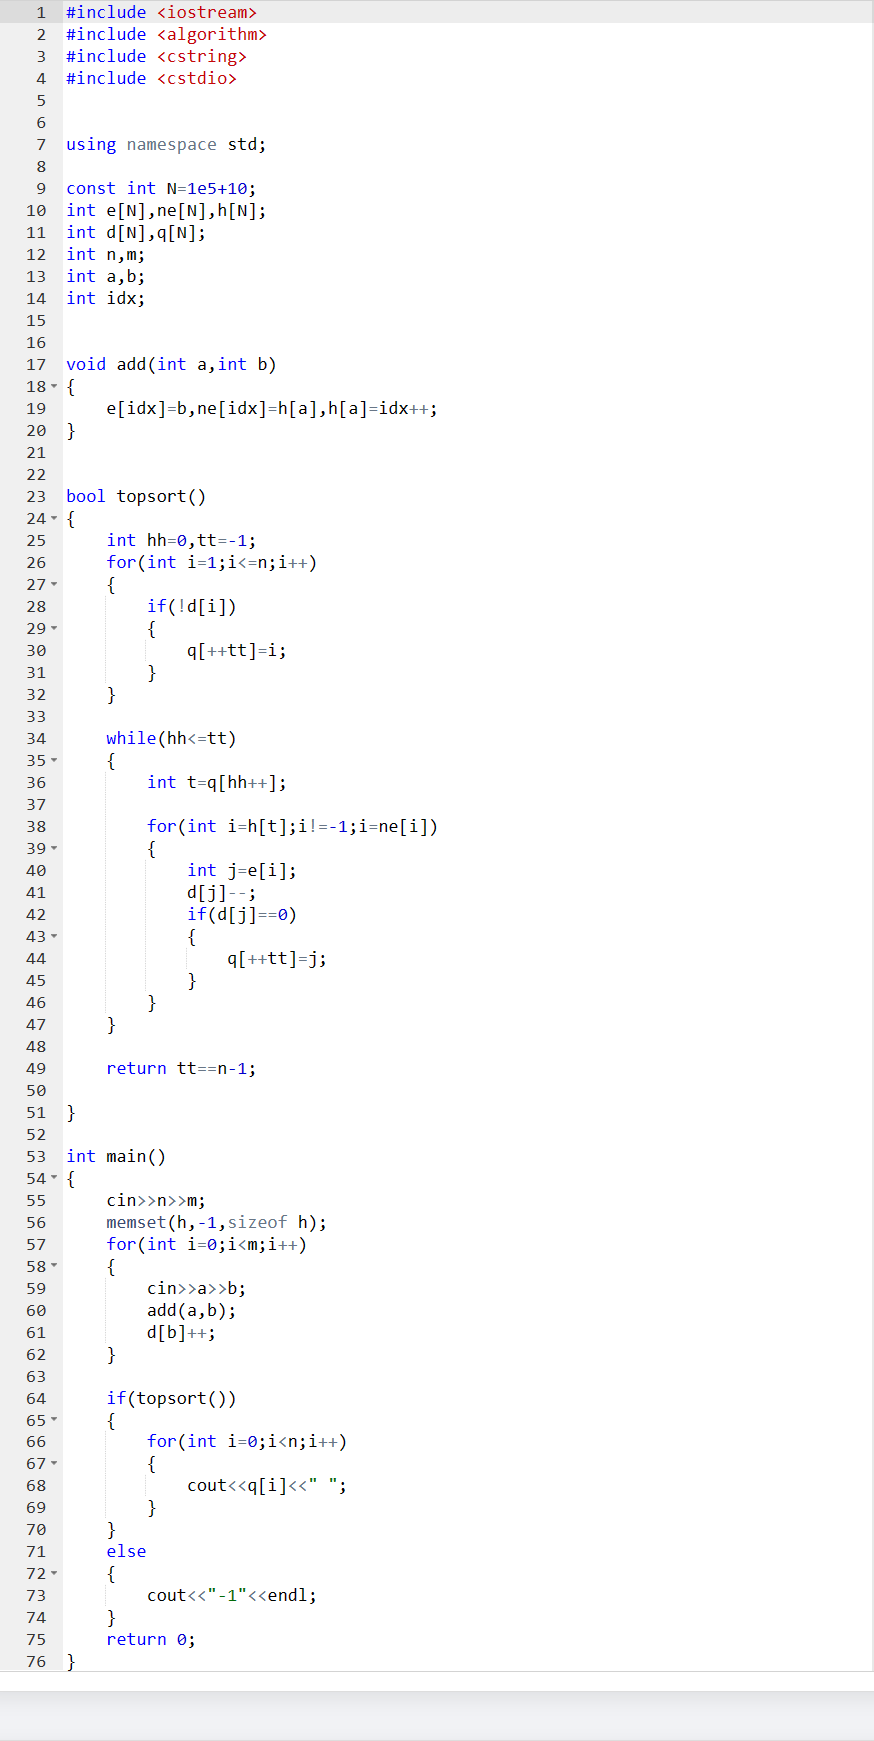 1 #include <iostream>
2 #include <algorithm>
3 #include <cstring>
4 #include <cstdio>
5
6
7 using namespace std;
8
9 const int N=1e5+10;
10 int e[N],ne[N],h[N];
11 int d[N],q[N];
12 int n,m;
13 int a,b;
14 int idx;
15
16
17 void add(int a,int b)
18 {
19     e[idx]=b,ne[idx]=h[a],h[a]=idx++;
20 }
21
22
23 bool topsort()
24 {
25     int hh=0,tt=-1;
26     for(int i=1;i<=n;i++)
27     {
28         if(!d[i])
29         {
30             q[++tt]=i;
31         }
32     }
33
34     while(hh<=tt)
35     {
36         int t=q[hh++];
37
38         for(int i=h[t];i!=-1;i=ne[i])
39         {
40             int j=e[i];
41             d[j]--;
42             if(d[j]==0)
43             {
44                 q[++tt]=j;
45             }
46         }
47     }
48
49     return tt==n-1;
50
51 }
52
53 int main()
54 {
55     cin>>n>>m;
56     memset(h,-1,sizeof h);
57     for(int i=0;i<m;i++)
58     {
59         cin>>a>>b;
60         add(a,b);
61         d[b]++;
62     }
63
64     if(topsort())
65     {
66         for(int i=0;i<n;i++)
67         {
68             cout<<q[i]<<" ";
69         }
70     }
71     else
72     {
73         cout<<"-1"<<endl;
74     }
75     return 0;
76 }